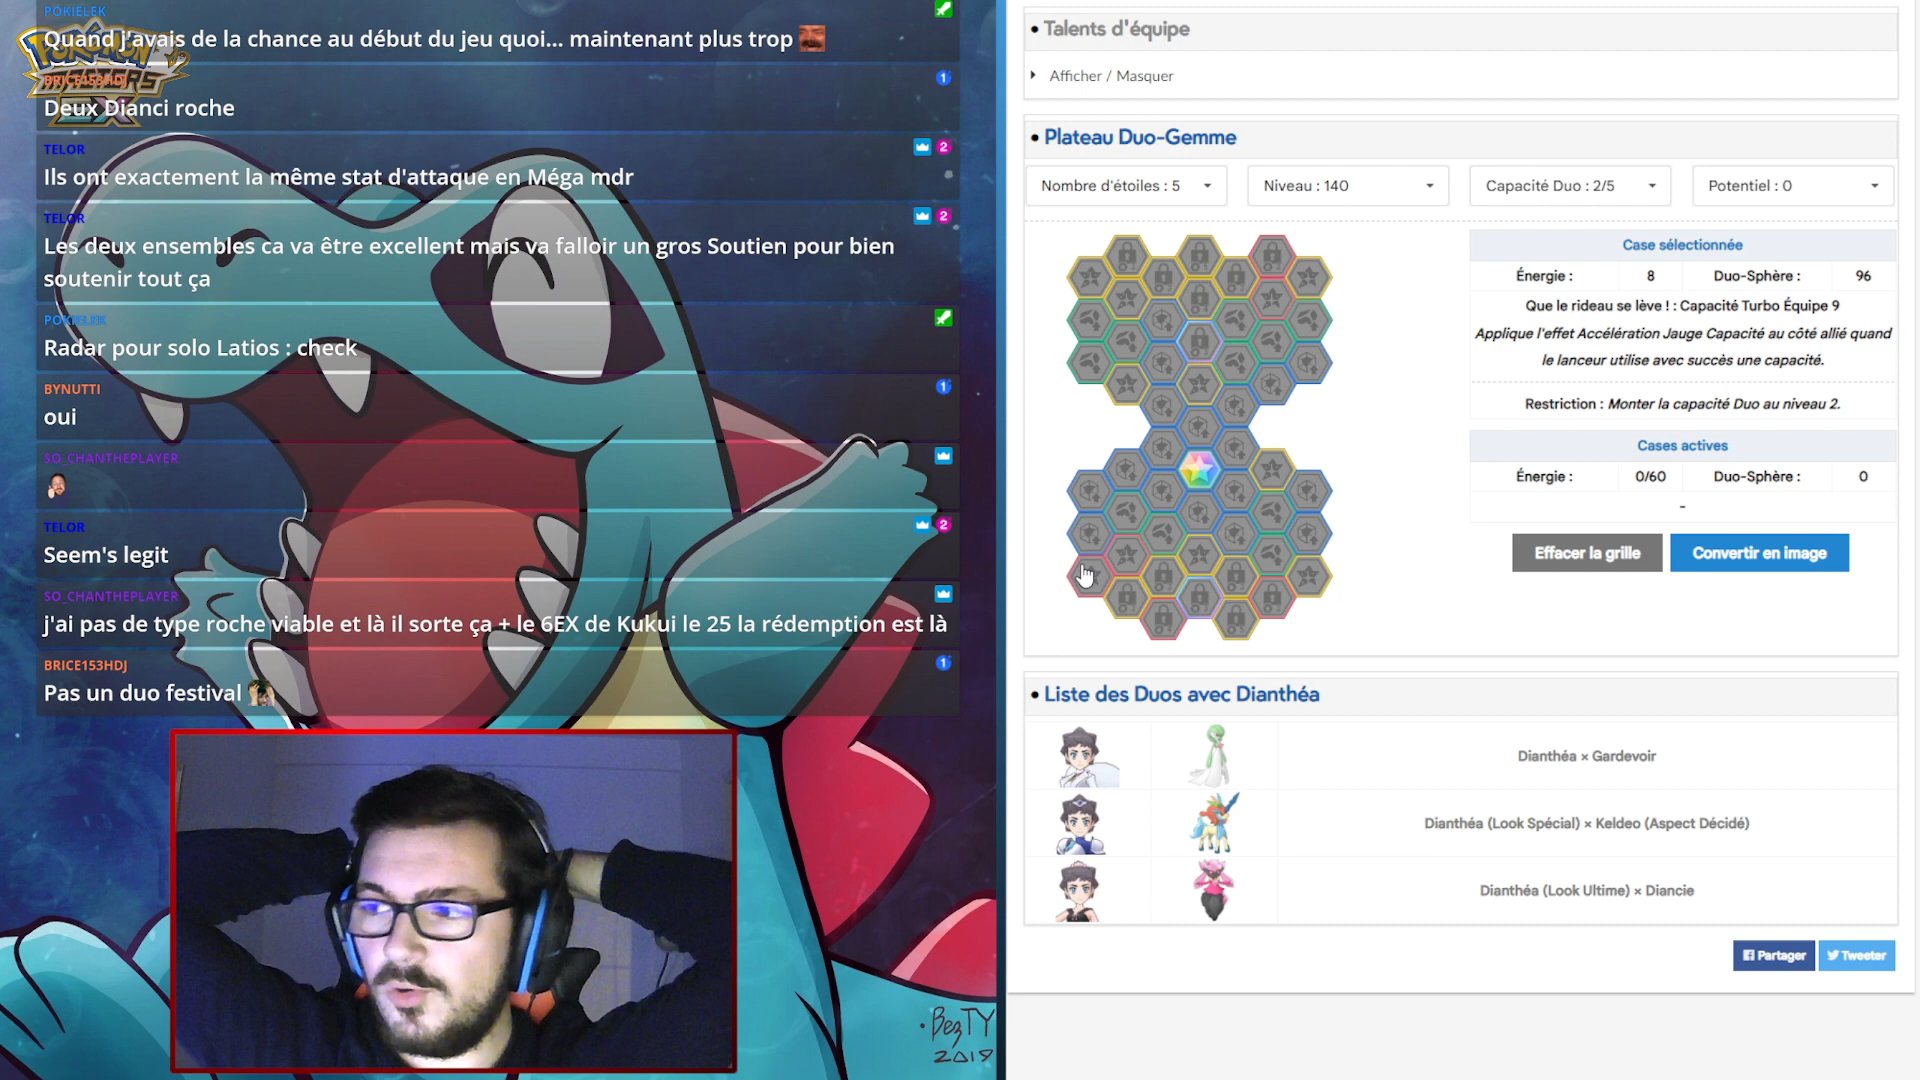 POKIELEK
Quand j'avais de la chance au début du jeu quoi... maintenant plus trop
POKÉMON
MASTERS
EX
BRICE153HDJ
Deux Dianci roche
TELOR
Ils ont exactement la même stat d'attaque en Méga mdr
TELOR
Les deux ensembles ca va être excellent mais va falloir un gros Soutien pour bien
soutenir tout ça
POKIELEK
Radar pour solo Latios : check
BYNUTTI
oui
SO_CHANTHEPLAYER
TELOR
Seem's legit
SO_CHANTHEPLAYER
j'ai pas de type roche viable et là il sorte ça + le 6EX de Kukui le 25 la rédemption est là
BRICE153HDJ
Pas un duo festival
BezTY
2019
• Talents d'équipe
Afficher / Masquer
• Plateau Duo-Gemme
Nombre d'étoiles : 5
Niveau : 140
Capacité Duo : 2/5
Potentiel : 0
Case sélectionnée
Énergie : 8 Duo-Sphère : 96
Que le rideau se lève ! : Capacité Turbo Équipe 9
Applique l'effet Accélération Jauge Capacité au côté allié quand
le lanceur utilise avec succès une capacité.
Restriction : Monter la capacité Duo au niveau 2.
Cases actives
Énergie : 0/60 Duo-Sphère : 0
-
Effacer la grille
Convertir en image
• Liste des Duos avec Dianthéa
Dianthéa × Gardevoir
Dianthéa (Look Spécial) × Keldeo (Aspect Décidé)
Dianthéa (Look Ultime) × Diancie
Partager
Tweeter